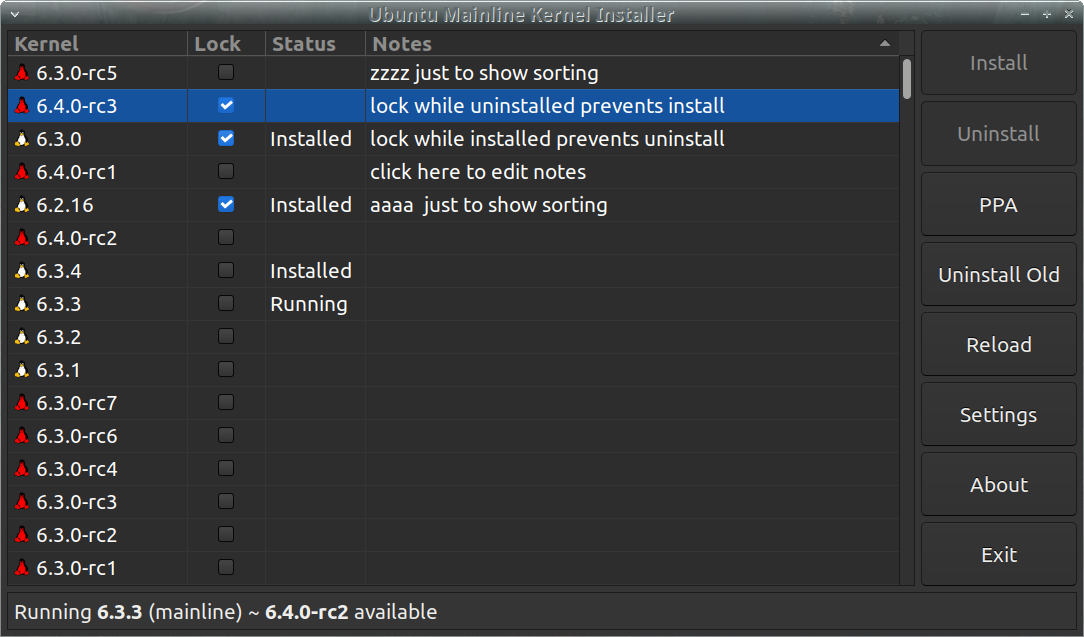 Ubuntu Mainline Kernel Installer
Kernel Lock Status Notes
6.3.0-rc5 zzzz just to show sorting
6.4.0-rc3 lock while uninstalled prevents install
6.3.0 Installed lock while installed prevents uninstall
6.4.0-rc1 click here to edit notes
6.2.16 Installed aaaa  just to show sorting
6.4.0-rc2
6.3.4 Installed
6.3.3 Running
6.3.2
6.3.1
6.3.0-rc7
6.3.0-rc6
6.3.0-rc4
6.3.0-rc3
6.3.0-rc2
6.3.0-rc1
Install
Uninstall
PPA
Uninstall Old
Reload
Settings
About
Exit
Running 6.3.3 (mainline) ~ 6.4.0-rc2 available